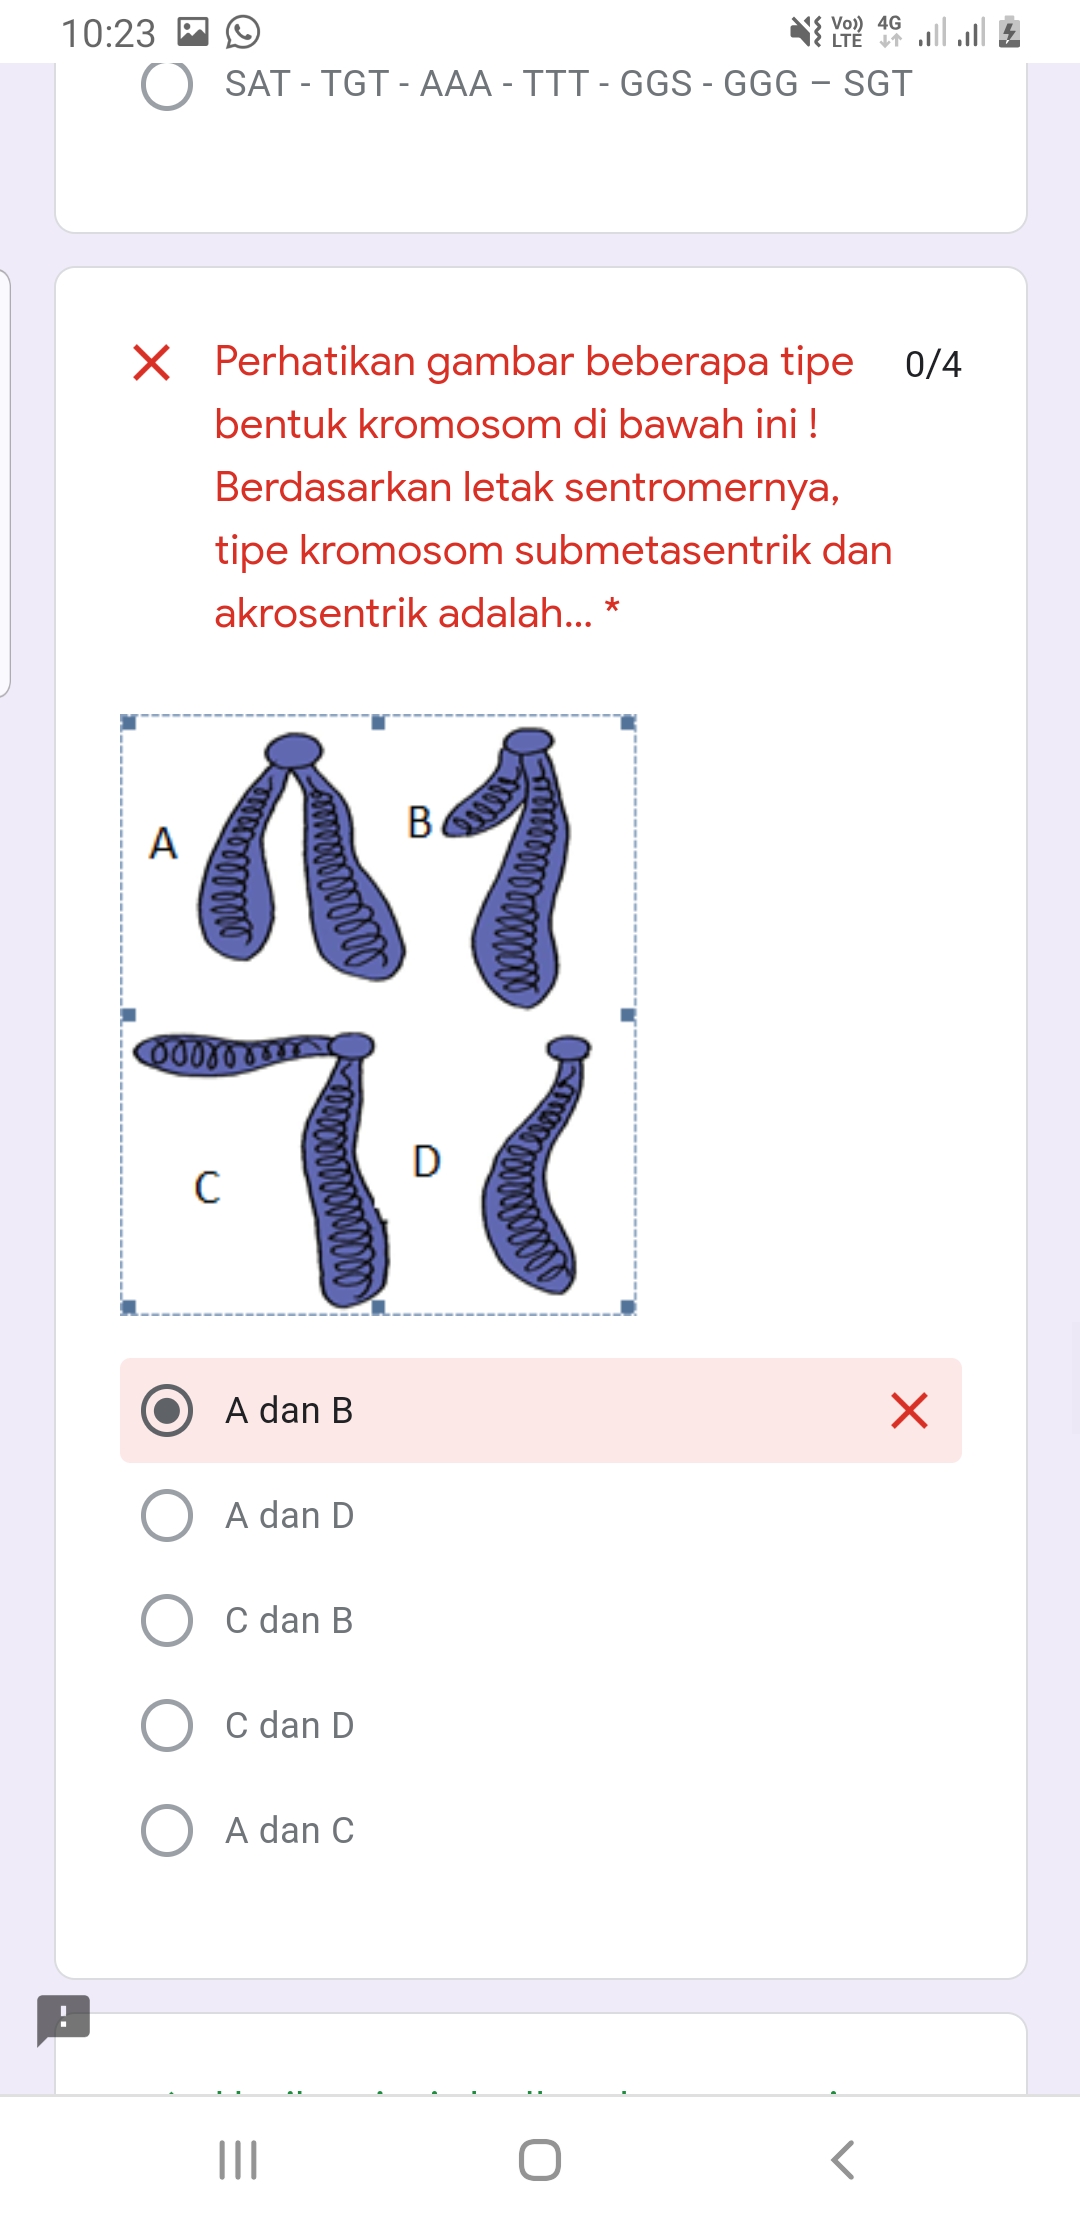 10:23
Vo))
LTE
4G
SAT - TGT - AAA - TTT - GGS - GGG – SGT
Perhatikan gambar beberapa tipe
0/4
bentuk kromosom di bawah ini !
Berdasarkan letak sentromernya,
tipe kromosom submetasentrik dan
akrosentrik adalah... *
A
B
C
D
A dan B
A dan D
C dan B
C dan D
A dan C